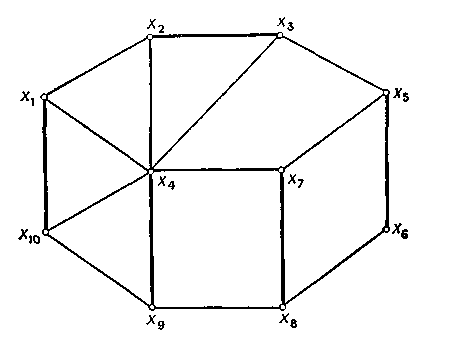 X₂ X₃
X₁ X₅
X₄ X₇
X₁₀ X₆
X₉ X₈